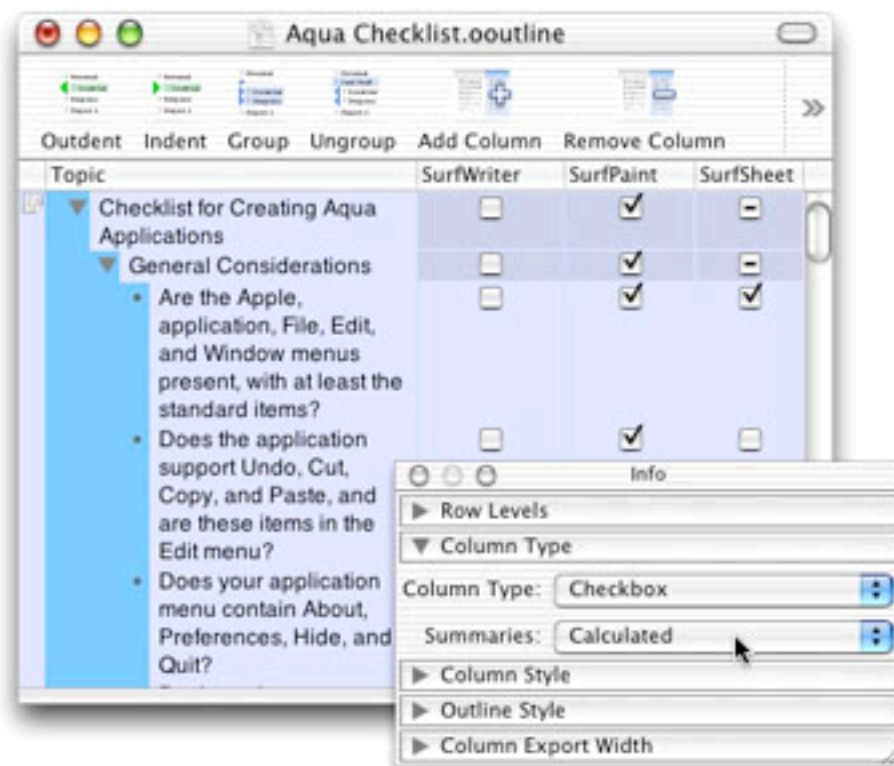 Aqua Checklist.ooutline
Outdent Indent Group Ungroup Add Column Remove Column
Topic SurfWriter SurfPaint SurfSheet
Checklist for Creating Aqua
Applications
General Considerations
Are the Apple,
application, File, Edit,
and Window menus
present, with at least the
standard items?
Does the application
support Undo, Cut,
Copy, and Paste, and
are these items in the
Edit menu?
Does your application
menu contain About,
Preferences, Hide, and
Quit?
Info
Row Levels
Column Type
Column Type: Checkbox
Summaries: Calculated
Column Style
Outline Style
Column Export Width